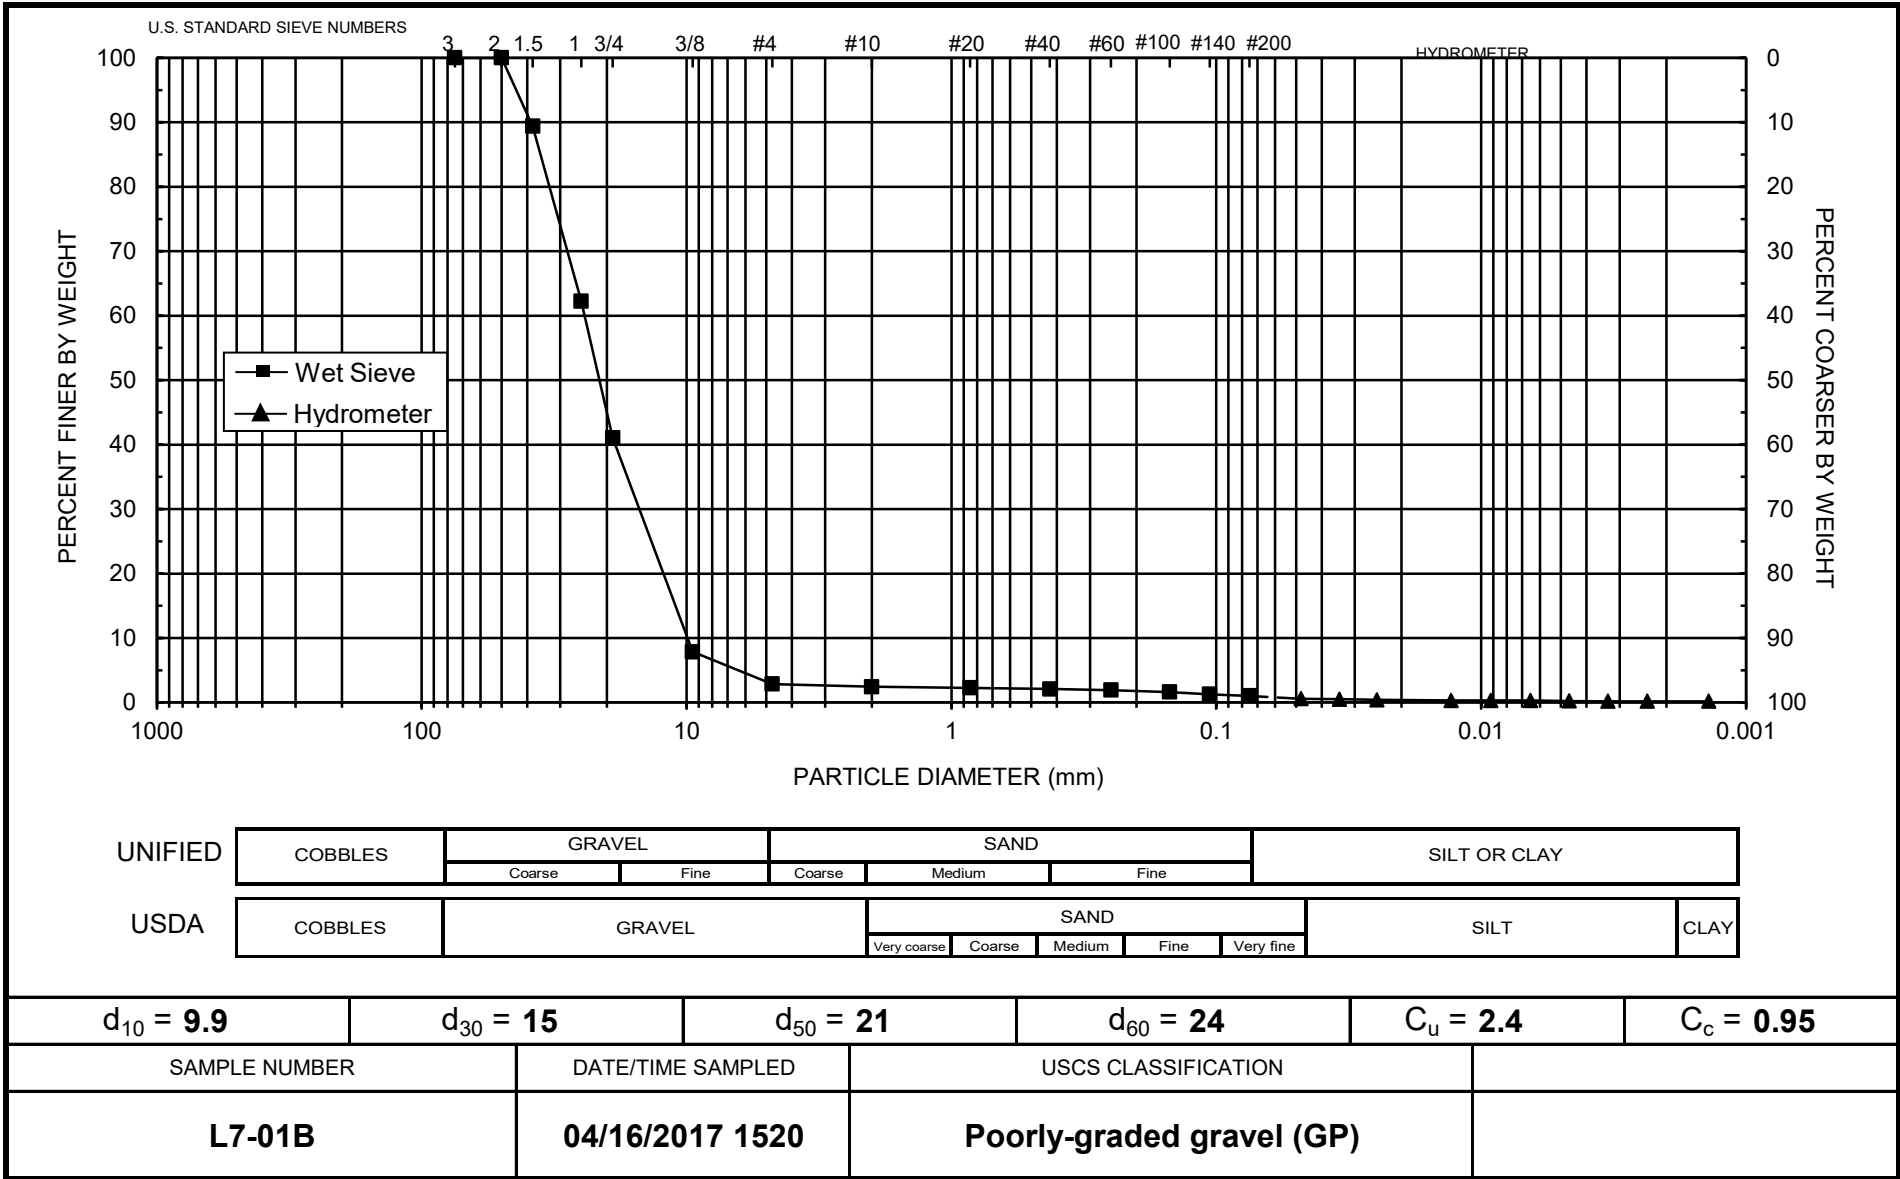 U.S. STANDARD SIEVE NUMBERS
3 2 1.5 1 3/4 3/8 #4 #10 #20 #40 #60 #100 #140 #200
HYDROMETER
100 0
90 10
80 20
70 30
60 40
50 50
40 60
30 70
20 80
10 90
0 100
PERCENT FINER BY WEIGHT
PERCENT COARSER BY WEIGHT
Wet Sieve
Hydrometer
1000 100 10 1 0.1 0.01 0.001
PARTICLE DIAMETER (mm)
UNIFIED
COBBLES GRAVEL SAND SILT OR CLAY
Coarse Fine Coarse Medium Fine
USDA
COBBLES GRAVEL SAND SILT CLAY
Very coarse Coarse Medium Fine Very fine
d10 = 9.9 d30 = 15 d50 = 21 d60 = 24 Cu = 2.4 Cc = 0.95
SAMPLE NUMBER DATE/TIME SAMPLED USCS CLASSIFICATION
L7-01B 04/16/2017 1520 Poorly-graded gravel (GP)